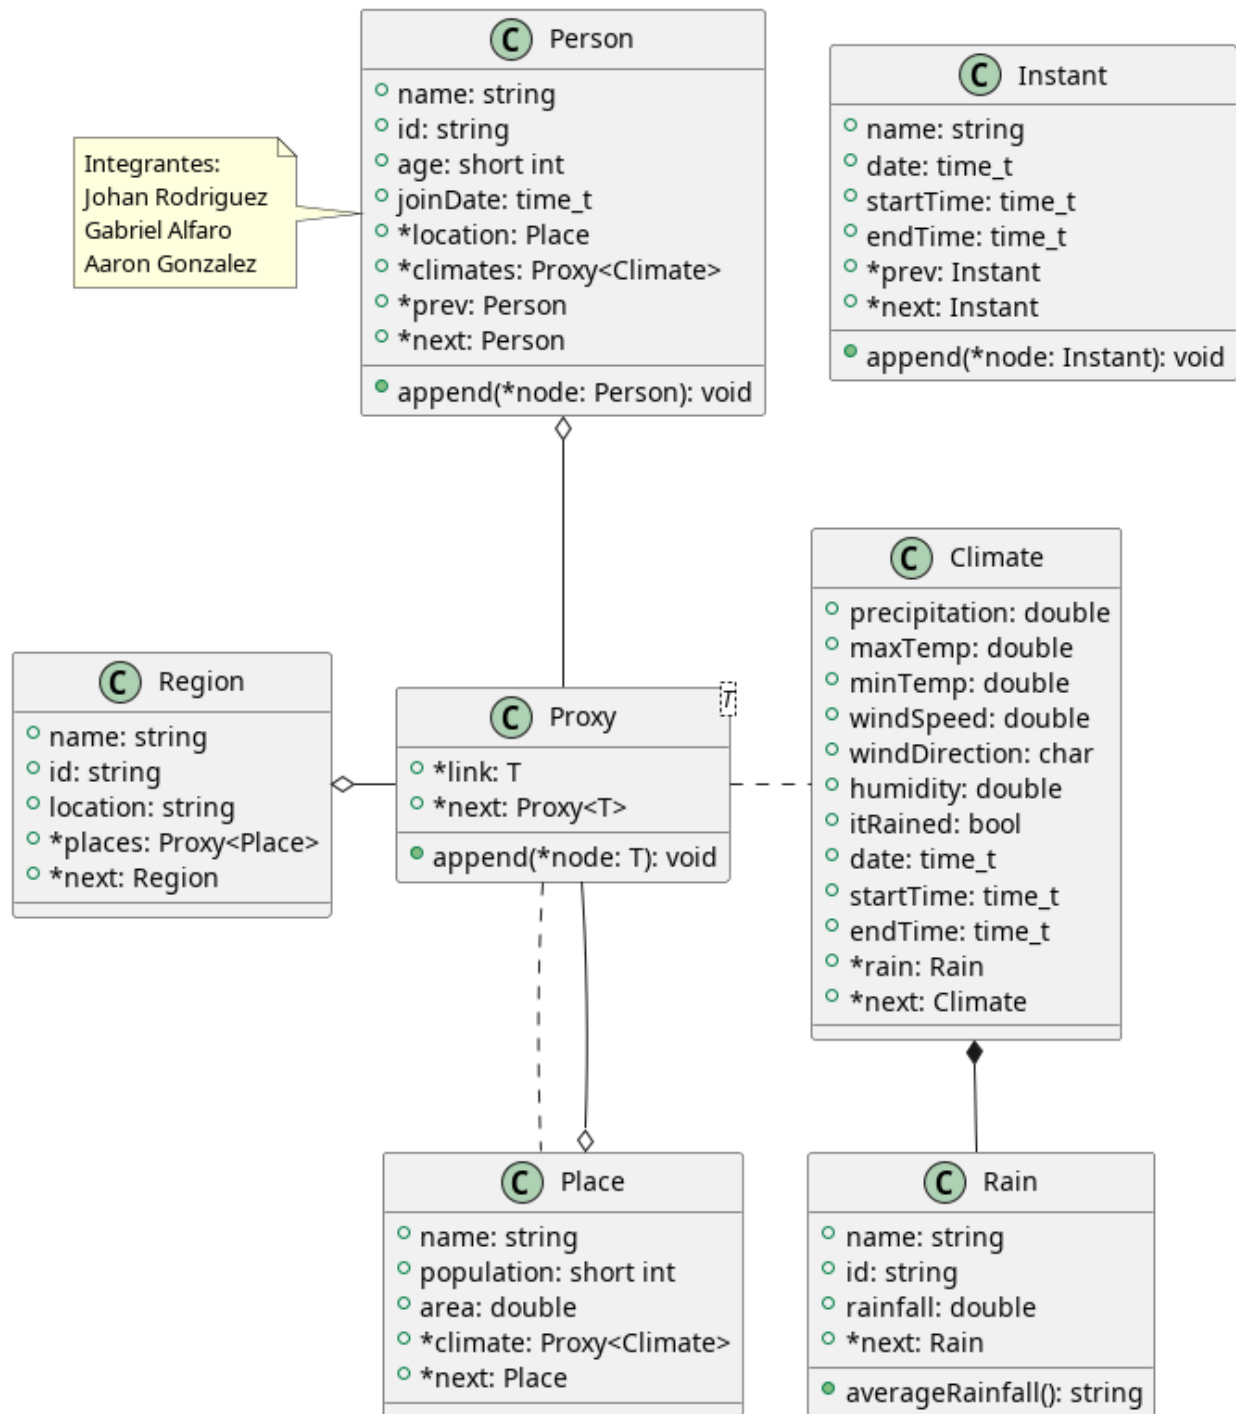 C Person
name: string
id: string
age: short int
joinDate: time_t
*location: Place
*climates: Proxy<Climate>
*prev: Person
*next: Person
append(*node: Person): void
C Instant
name: string
date: time_t
startTime: time_t
endTime: time_t
*prev: Instant
*next: Instant
append(*node: Instant): void
Integrantes:
Johan Rodriguez
Gabriel Alfaro
Aaron Gonzalez
C Climate
precipitation: double
maxTemp: double
minTemp: double
windSpeed: double
windDirection: char
humidity: double
itRained: bool
date: time_t
startTime: time_t
endTime: time_t
*rain: Rain
*next: Climate
C Region
name: string
id: string
location: string
*places: Proxy<Place>
*next: Region
C Proxy
T
*link: T
*next: Proxy<T>
append(*node: T): void
C Place
name: string
population: short int
area: double
*climate: Proxy<Climate>
*next: Place
C Rain
name: string
id: string
rainfall: double
*next: Rain
averageRainfall(): string